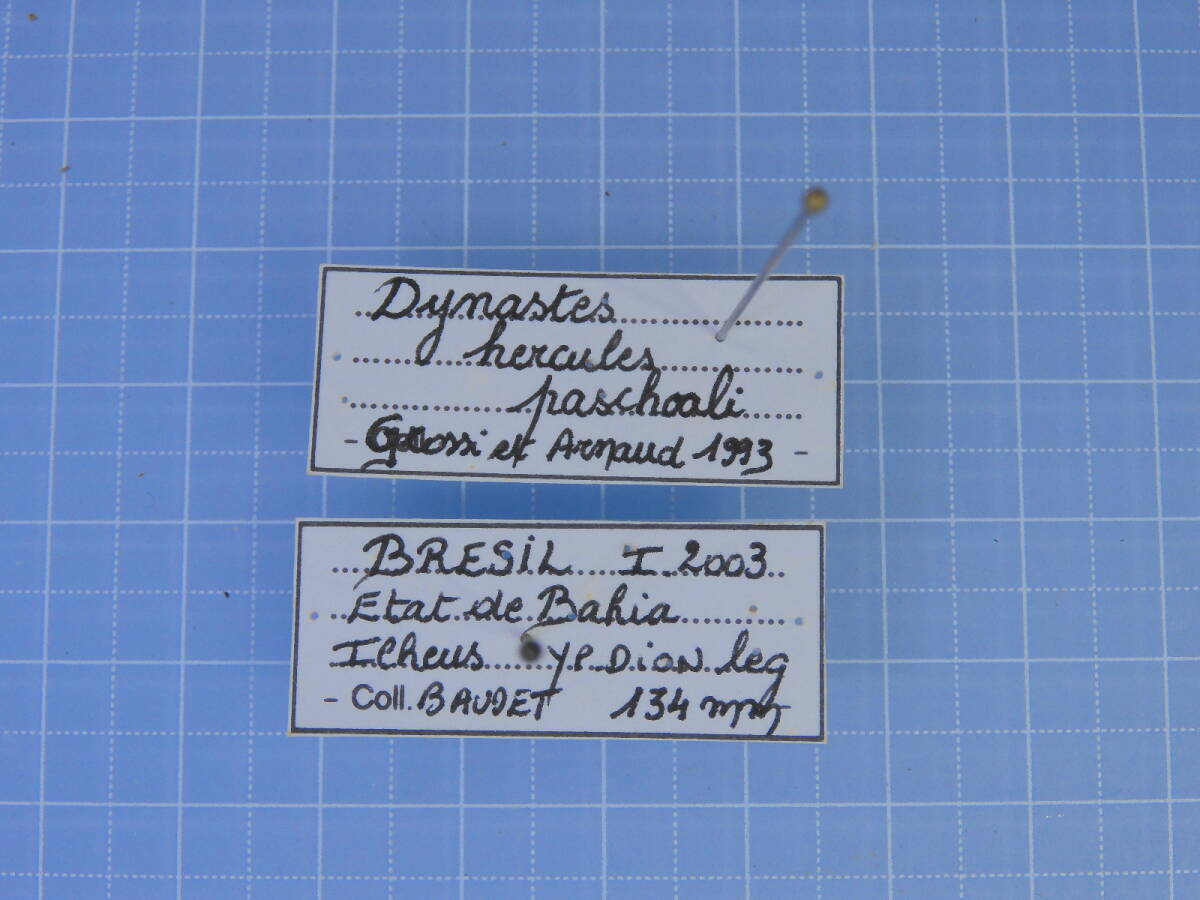 Dynastes
hercules
paschoali
- Grossi et Arnaud 1993 -
BRESIL I 2003
Etat de Bahia
Ilheus YP. DiON leg
- Coll. BAUDET 134 mm